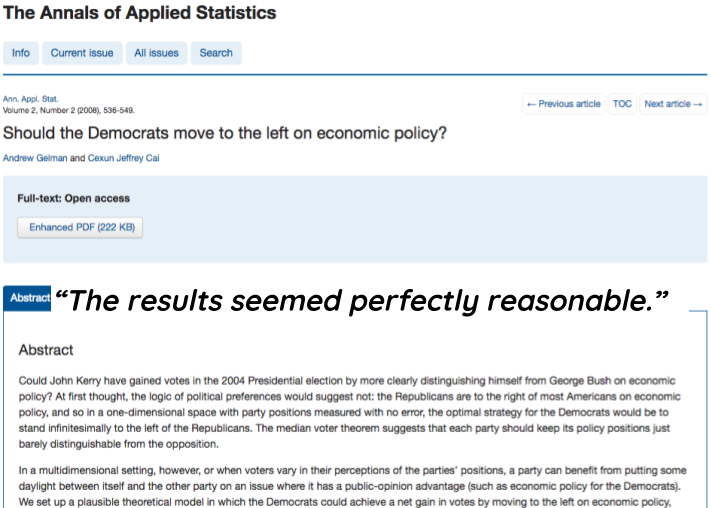 The Annals of Applied Statistics
Info Current issue All issues Search
Ann. Appl. Stat.
Volume 2, Number 2 (2008), 536-549.
← Previous article TOC Next article →
Should the Democrats move to the left on economic policy?
Andrew Gelman and Cexun Jeffrey Cai
Full-text: Open access
Enhanced PDF (222 KB)
Abstract “The results seemed perfectly reasonable.”
Abstract
Could John Kerry have gained votes in the 2004 Presidential election by more clearly distinguishing himself from George Bush on economic
policy? At first thought, the logic of political preferences would suggest not: the Republicans are to the right of most Americans on economic
policy, and so in a one-dimensional space with party positions measured with no error, the optimal strategy for the Democrats would be to
stand infinitesimally to the left of the Republicans. The median voter theorem suggests that each party should keep its policy positions just
barely distinguishable from the opposition.
In a multidimensional setting, however, or when voters vary in their perceptions of the parties' positions, a party can benefit from putting some
daylight between itself and the other party on an issue where it has a public-opinion advantage (such as economic policy for the Democrats).
We set up a plausible theoretical model in which the Democrats could achieve a net gain in votes by moving to the left on economic policy,